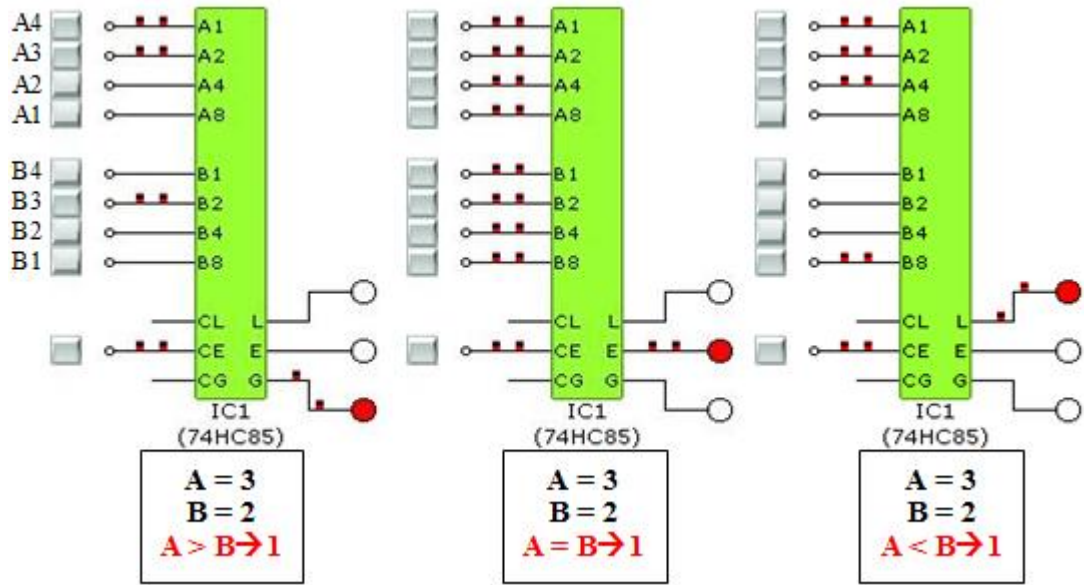 A4
A3
A2
A1
B4
B3
B2
B1
A1
A2
A4
A8
B1
B2
B4
B8
CL L
CE E
CG G
IC1
(74HC85)
A = 3
B = 2
A > B→1
A1
A2
A4
A8
B1
B2
B4
B8
CL L
CE E
CG G
IC1
(74HC85)
A = 3
B = 2
A = B→1
A1
A2
A4
A8
B1
B2
B4
B8
CL L
CE E
CG G
IC1
(74HC85)
A = 3
B = 2
A < B→1